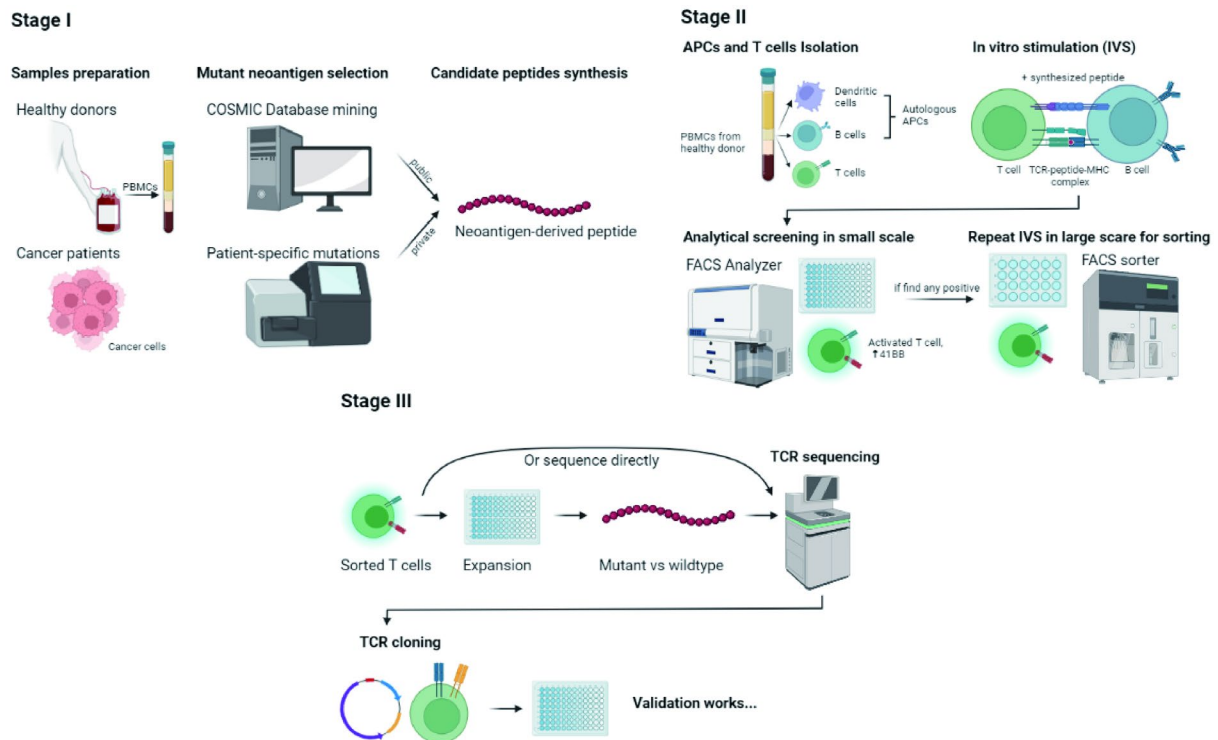 Stage I
Samples preparation
Healthy donors
PBMCs
Cancer patients
Cancer cells
Mutant neoantigen selection
COSMIC Database mining
Patient-specific mutations
public
private
Candidate peptides synthesis
Neoantigen-derived peptide
Stage II
APCs and T cells Isolation
PBMCs from
healthy donor
Dendritic
cells
B cells
T cells
Autologous
APCs
In vitro stimulation (IVS)
+ synthesized peptide
T cell
TCR-peptide-MHC
complex
B cell
Analytical screening in small scale
FACS Analyzer
Activated T cell,
↑41BB
if find any positive
Repeat IVS in large scare for sorting
FACS sorter
Stage III
Or sequence directly
Sorted T cells
Expansion
Mutant vs wildtype
TCR sequencing
TCR cloning
Validation works...